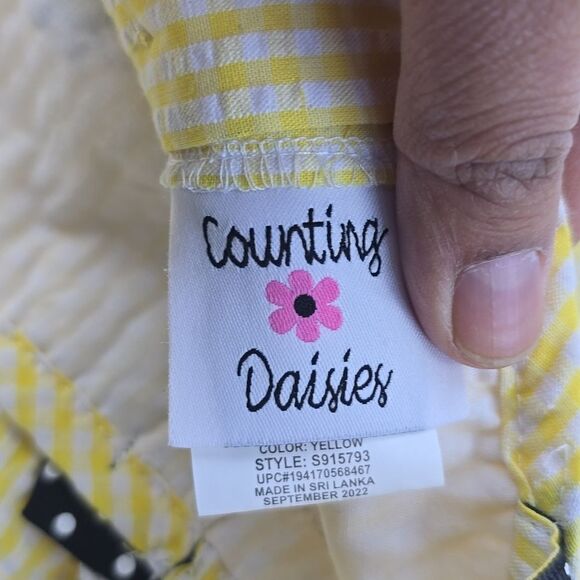 Counting
Daisies
COLOR: YELLOW
STYLE: S915793
UPC#194170568467
MADE IN SRI LANKA
SEPTEMBER 2022